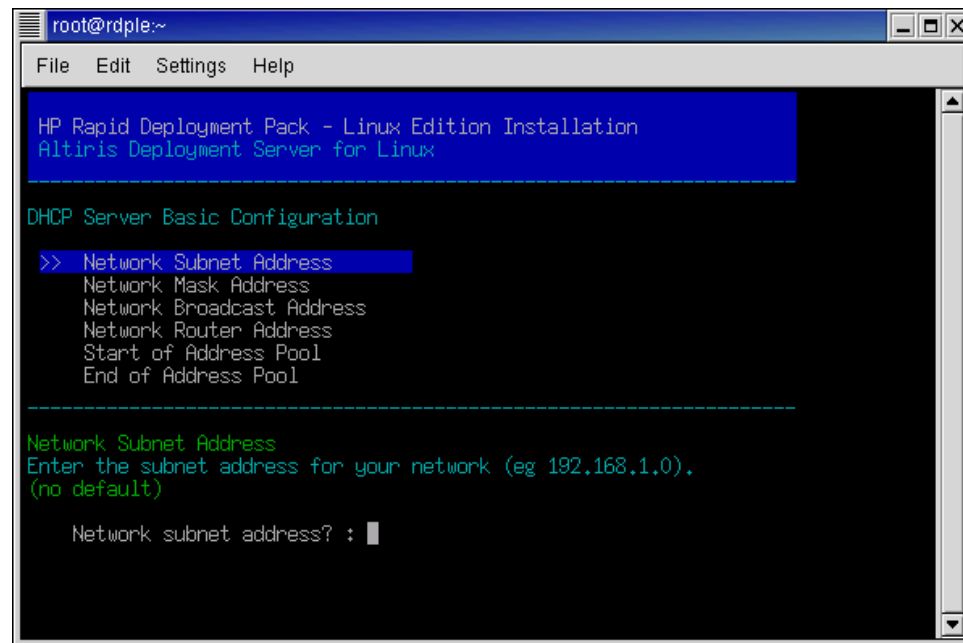 root@rdple:~
File Edit Settings Help
HP Rapid Deployment Pack - Linux Edition Installation
Altiris Deployment Server for Linux
DHCP Server Basic Configuration
>> Network Subnet Address
Network Mask Address
Network Broadcast Address
Network Router Address
Start of Address Pool
End of Address Pool
Network Subnet Address
Enter the subnet address for your network (eg 192.168.1.0).
(no default)
Network subnet address? :